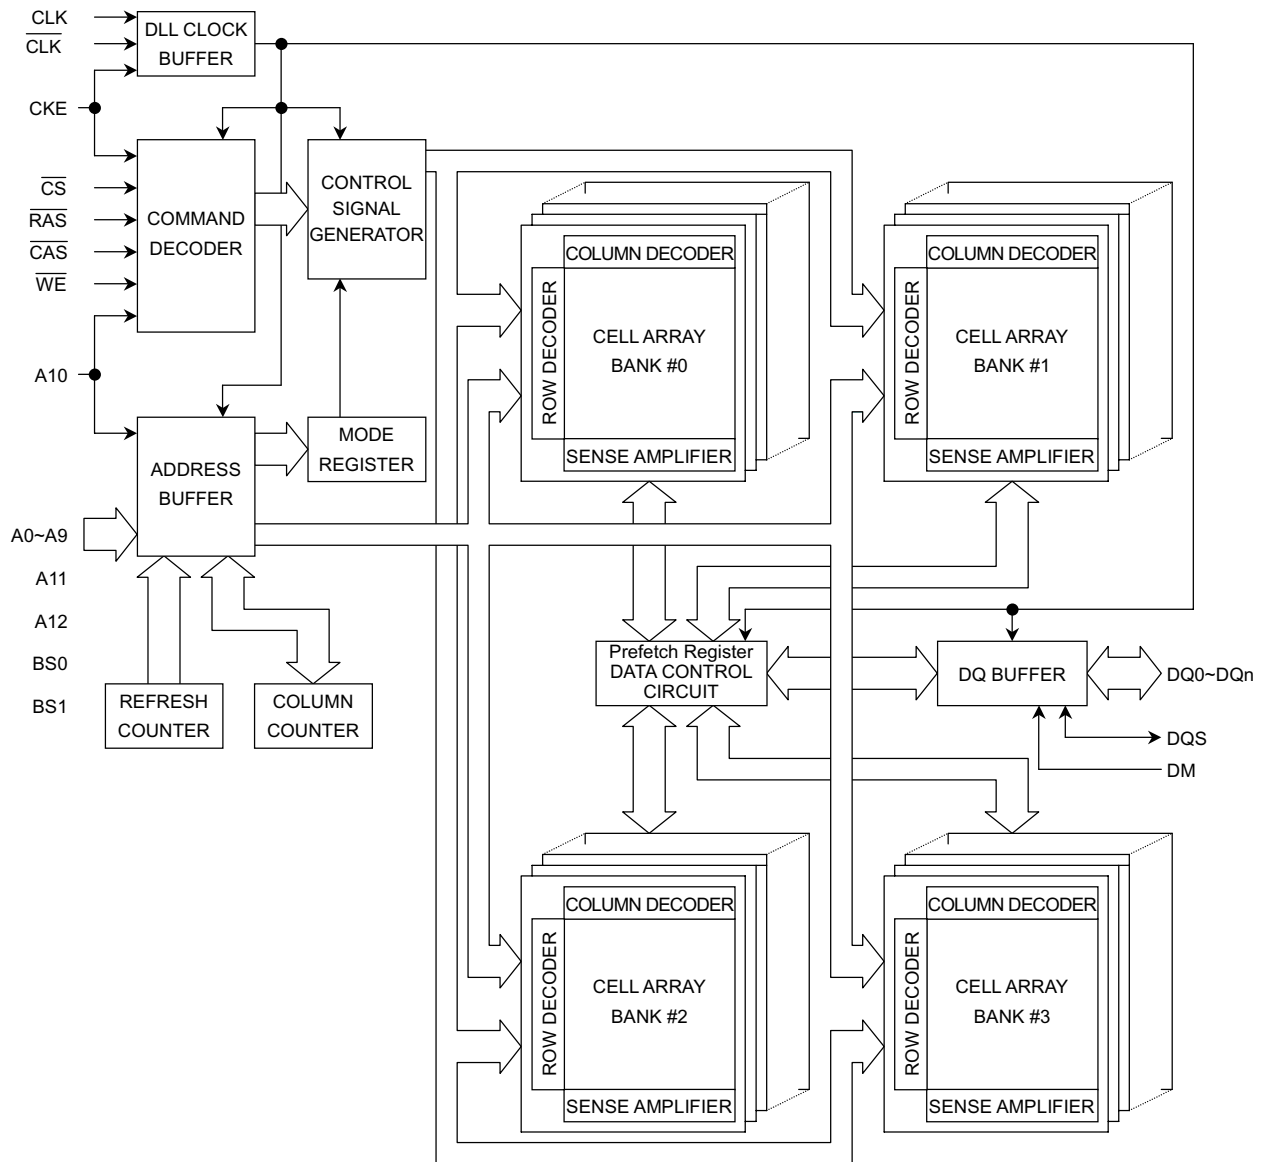 CLK
CLK
CKE
CS
RAS
CAS
WE
A10
A0~A9
A11
A12
BS0
BS1
DLL CLOCK
BUFFER
COMMAND
DECODER
CONTROL
SIGNAL
GENERATOR
ADDRESS
BUFFER
MODE
REGISTER
REFRESH
COUNTER
COLUMN
COUNTER
COLUMN DECODER
ROW DECODER
CELL ARRAY
BANK #0
SENSE AMPLIFIER
COLUMN DECODER
ROW DECODER
CELL ARRAY
BANK #1
SENSE AMPLIFIER
Prefetch Register
DATA CONTROL
CIRCUIT
DQ BUFFER
DQ0~DQn
DQS
DM
COLUMN DECODER
ROW DECODER
CELL ARRAY
BANK #2
SENSE AMPLIFIER
COLUMN DECODER
ROW DECODER
CELL ARRAY
BANK #3
SENSE AMPLIFIER